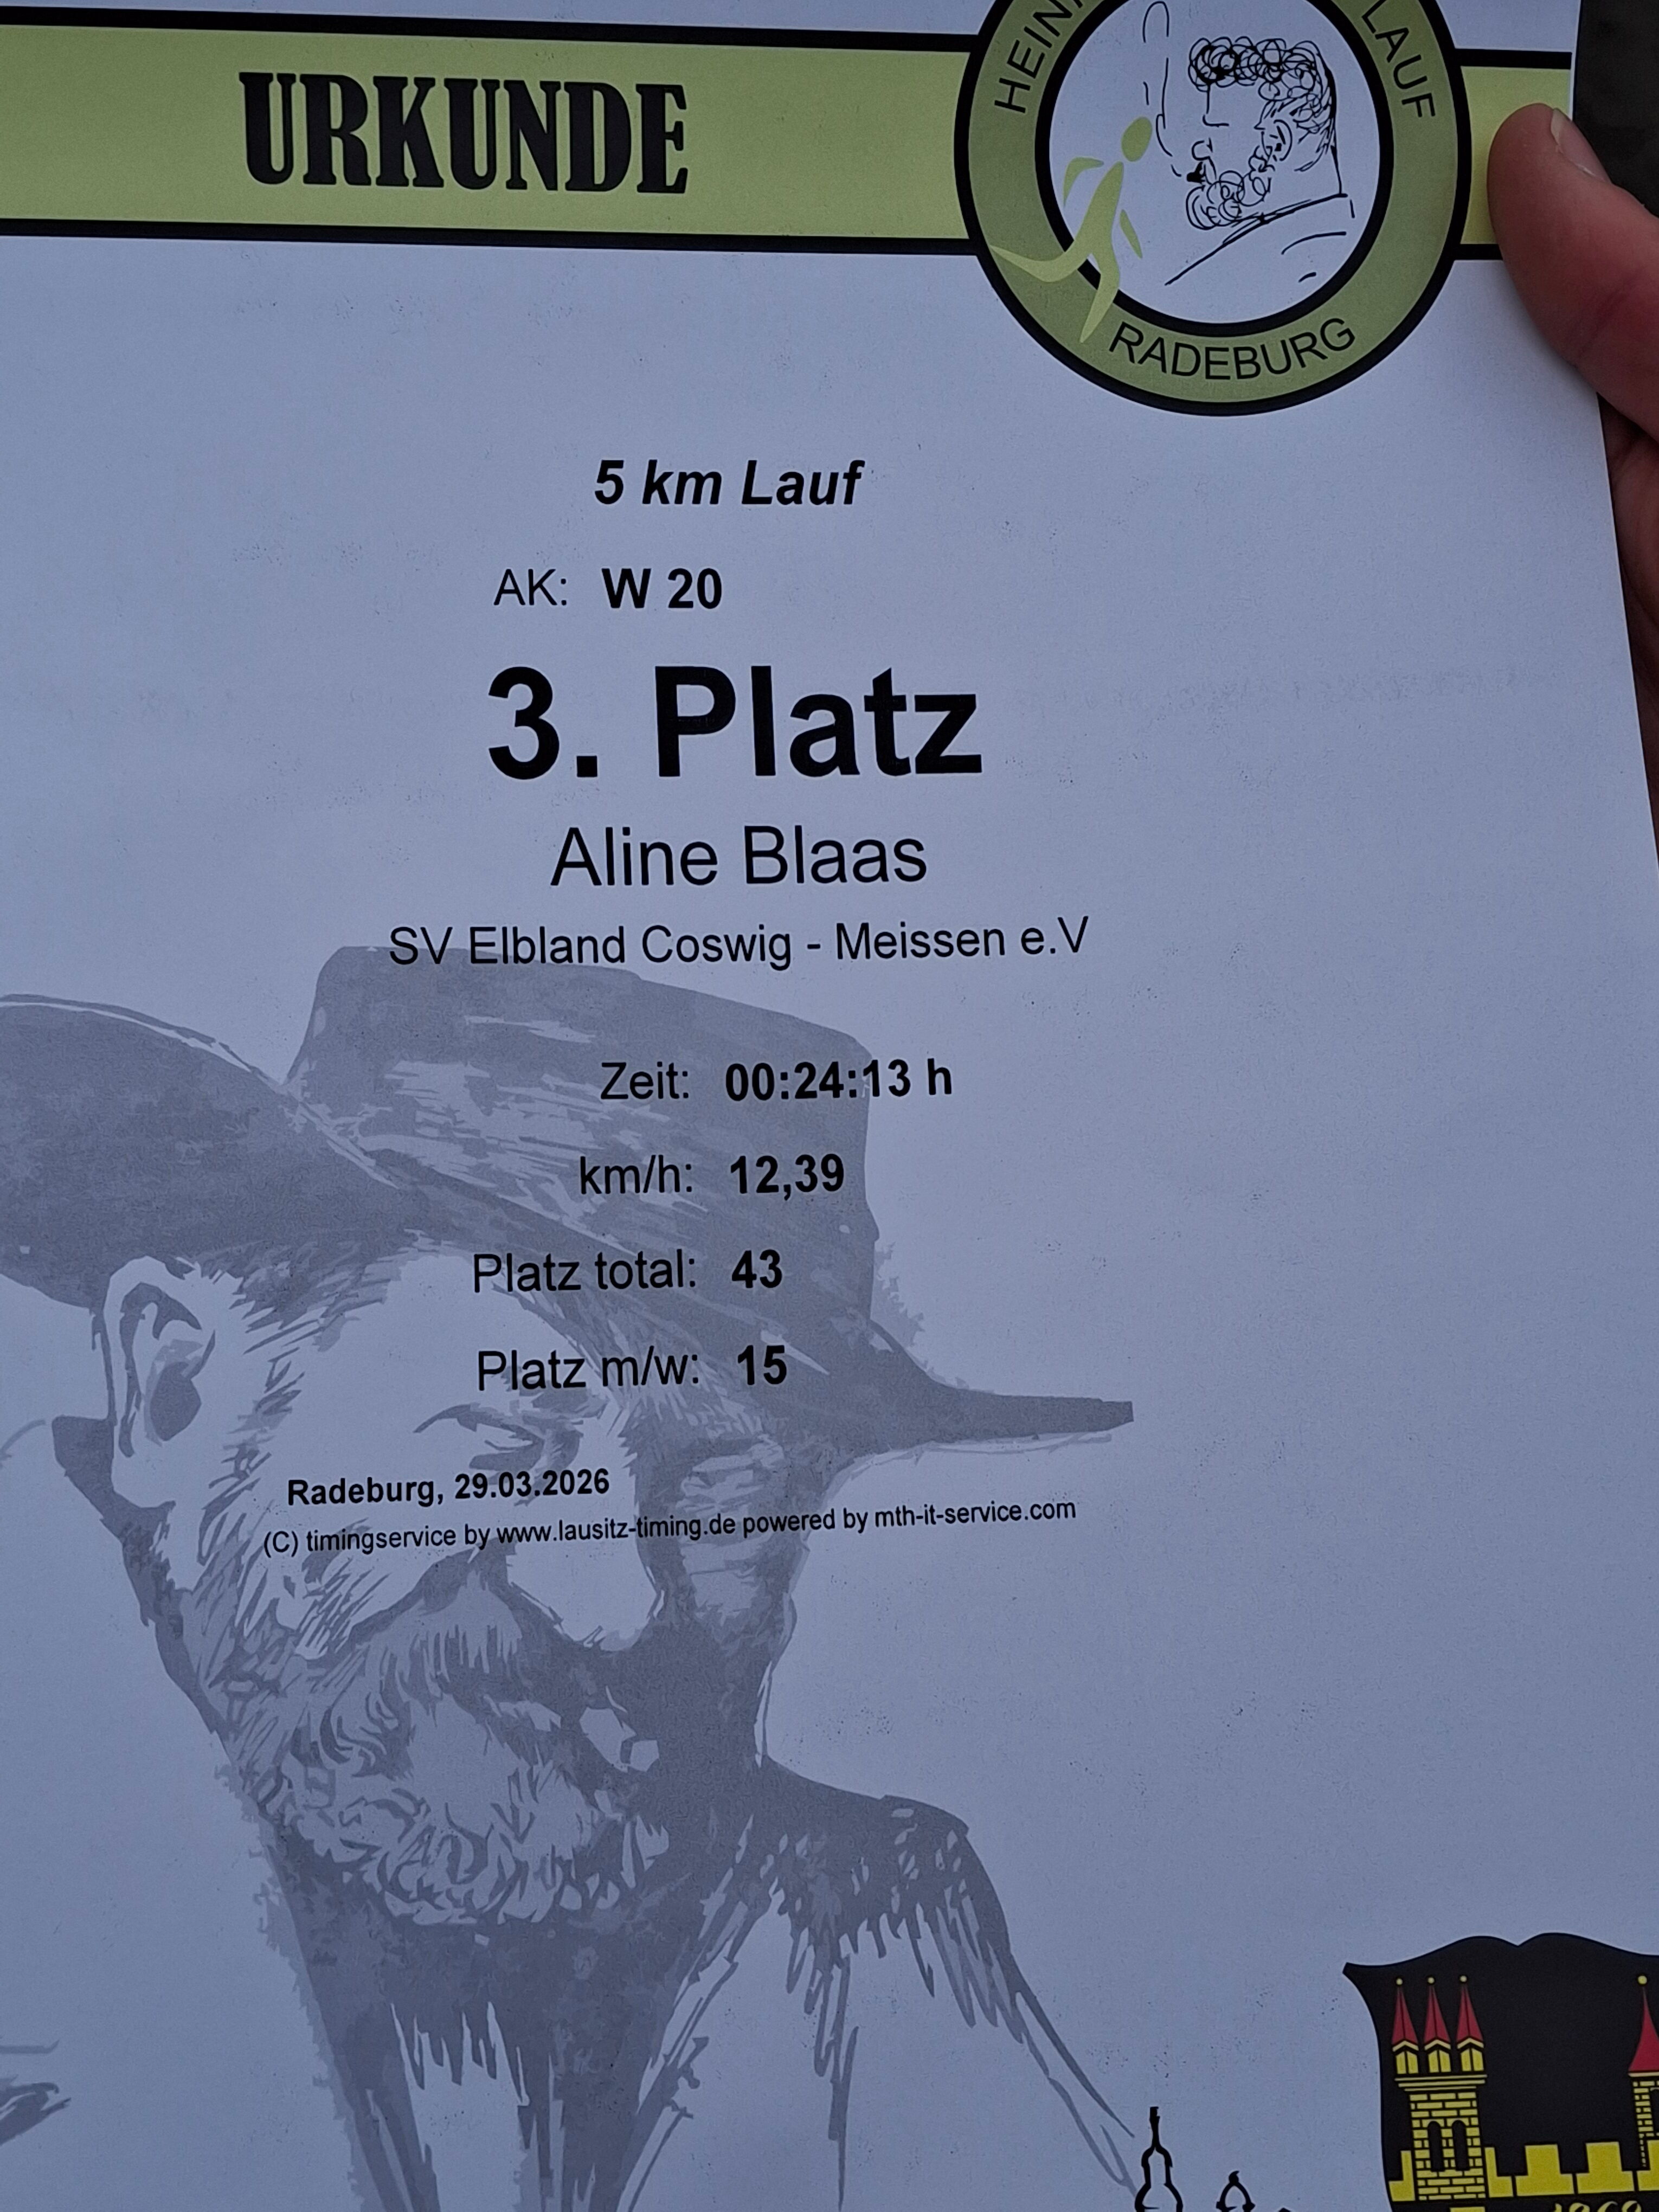 URKUNDE
LAUF
RADEBURG
5 km Lauf
AK: W 20
3. Platz
Aline Blaas
SV Elbland Coswig - Meissen e.V
Zeit: 00:24:13 h
km/h: 12,39
Platz total: 43
Platz m/w: 15
Radeburg, 29.03.2026
(C) timingservice by www.lausitz-timing.de powered by mth-it-service.com